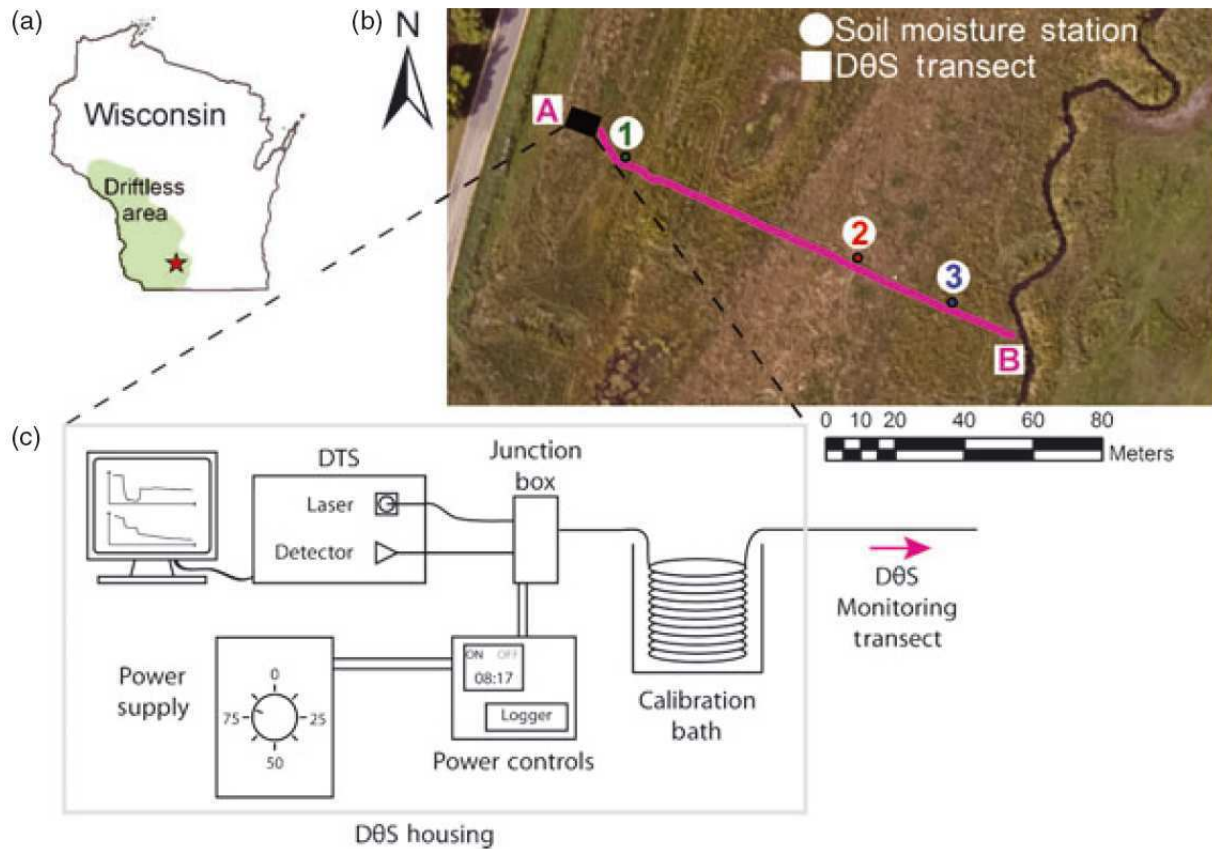 (a)
Wisconsin
Driftless
area
N
(b)
Soil moisture station
DθS transect
A
1
2
3
B
0 10 20 40 60 80
Meters
(c)
DTS
Laser
Detector
Junction
box
Power
supply
0
75 25
50
ON OFF
08:17
Logger
Power controls
Calibration
bath
DθS
Monitoring
transect
DθS housing